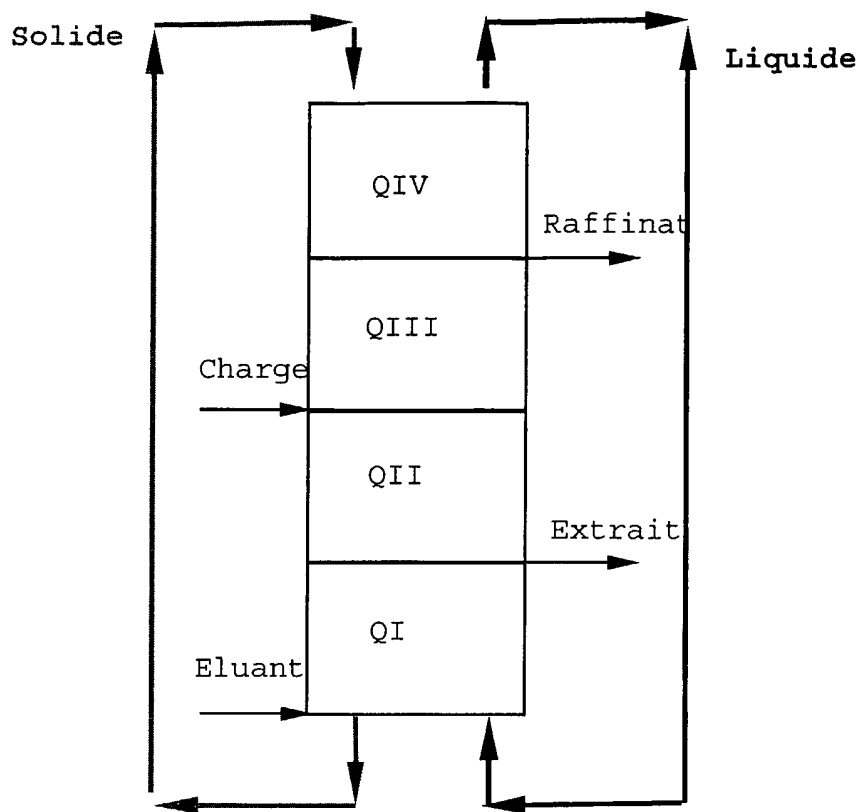 Solide
Liquide
QIV
Raffinat
QIII
Charge
QII
Extrait
QI
Eluant